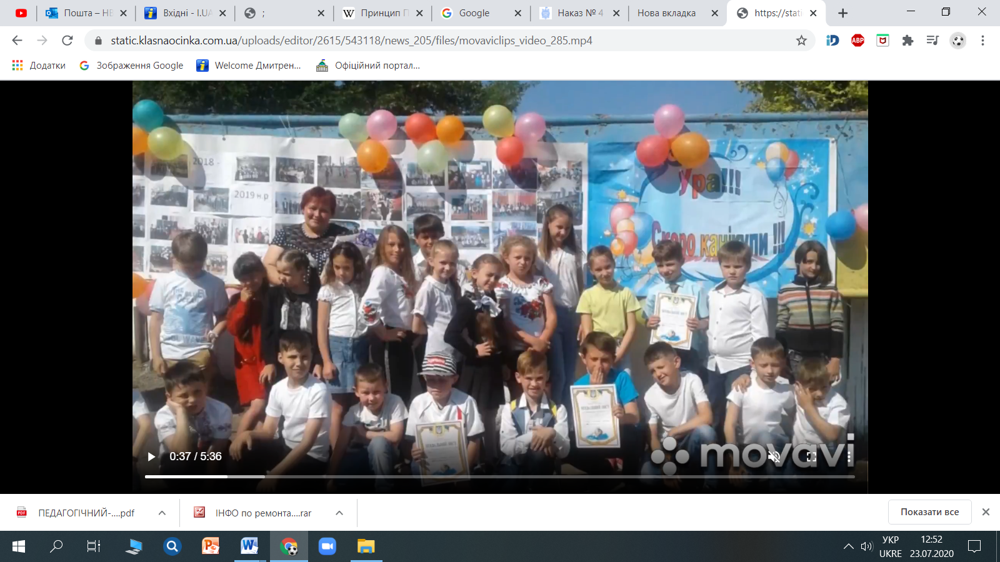 Пошта – НЕ
Вхідні - I.UA
;
Принцип П
Google
Наказ № 4
Нова вкладка
https://stati
static.klasnaocinka.com.ua/uploads/editor/2615/543118/news_205/files/movaviclips_video_285.mp4
ABP
Додатки
Зображення Google
Welcome Дмитрен...
Офіційний портал...
2018 -
2019 н.р
Ура!!!
Скоро канікули !!!
0:37 / 5:36
movavi
ПЕДАГОГІЧНИЙ-....pdf
ІНФО по ремонта....rar
Показати все
УКР
UKRE
12:52
23.07.2020